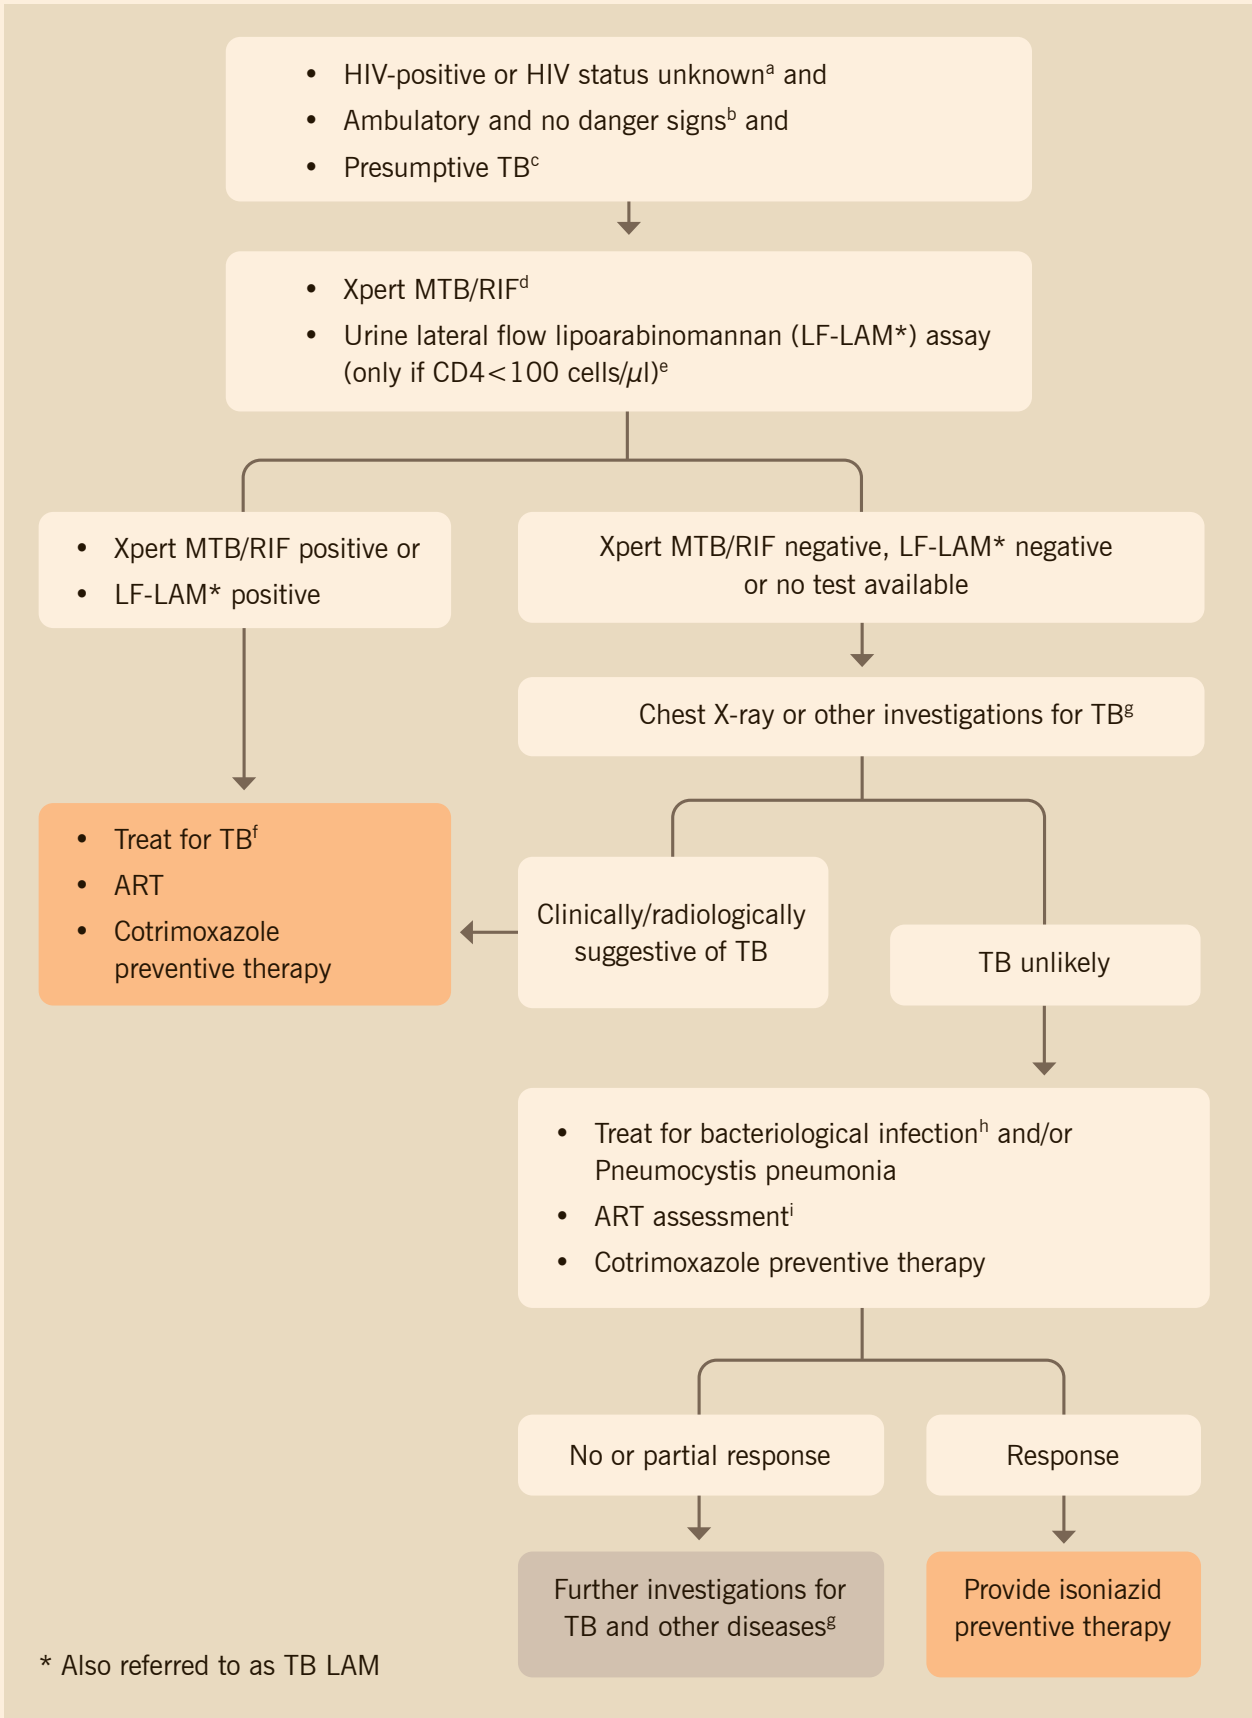 • HIV-positive or HIV status unknownᵃ and
• Ambulatory and no danger signsᵇ and
• Presumptive TBᶜ
• Xpert MTB/RIFᵈ
• Urine lateral flow lipoarabinomannan (LF-LAM*) assay
(only if CD4<100 cells/µl)ᵉ
• Xpert MTB/RIF positive or
• LF-LAM* positive
Xpert MTB/RIF negative, LF-LAM* negative
or no test available
Chest X-ray or other investigations for TBᵍ
• Treat for TBᶠ
• ART
• Cotrimoxazole
preventive therapy
Clinically/radiologically
suggestive of TB
TB unlikely
• Treat for bacteriological infectionʰ and/or
Pneumocystis pneumonia
• ART assessmentⁱ
• Cotrimoxazole preventive therapy
No or partial response
Response
Further investigations for
TB and other diseasesᵍ
Provide isoniazid
preventive therapy
* Also referred to as TB LAM